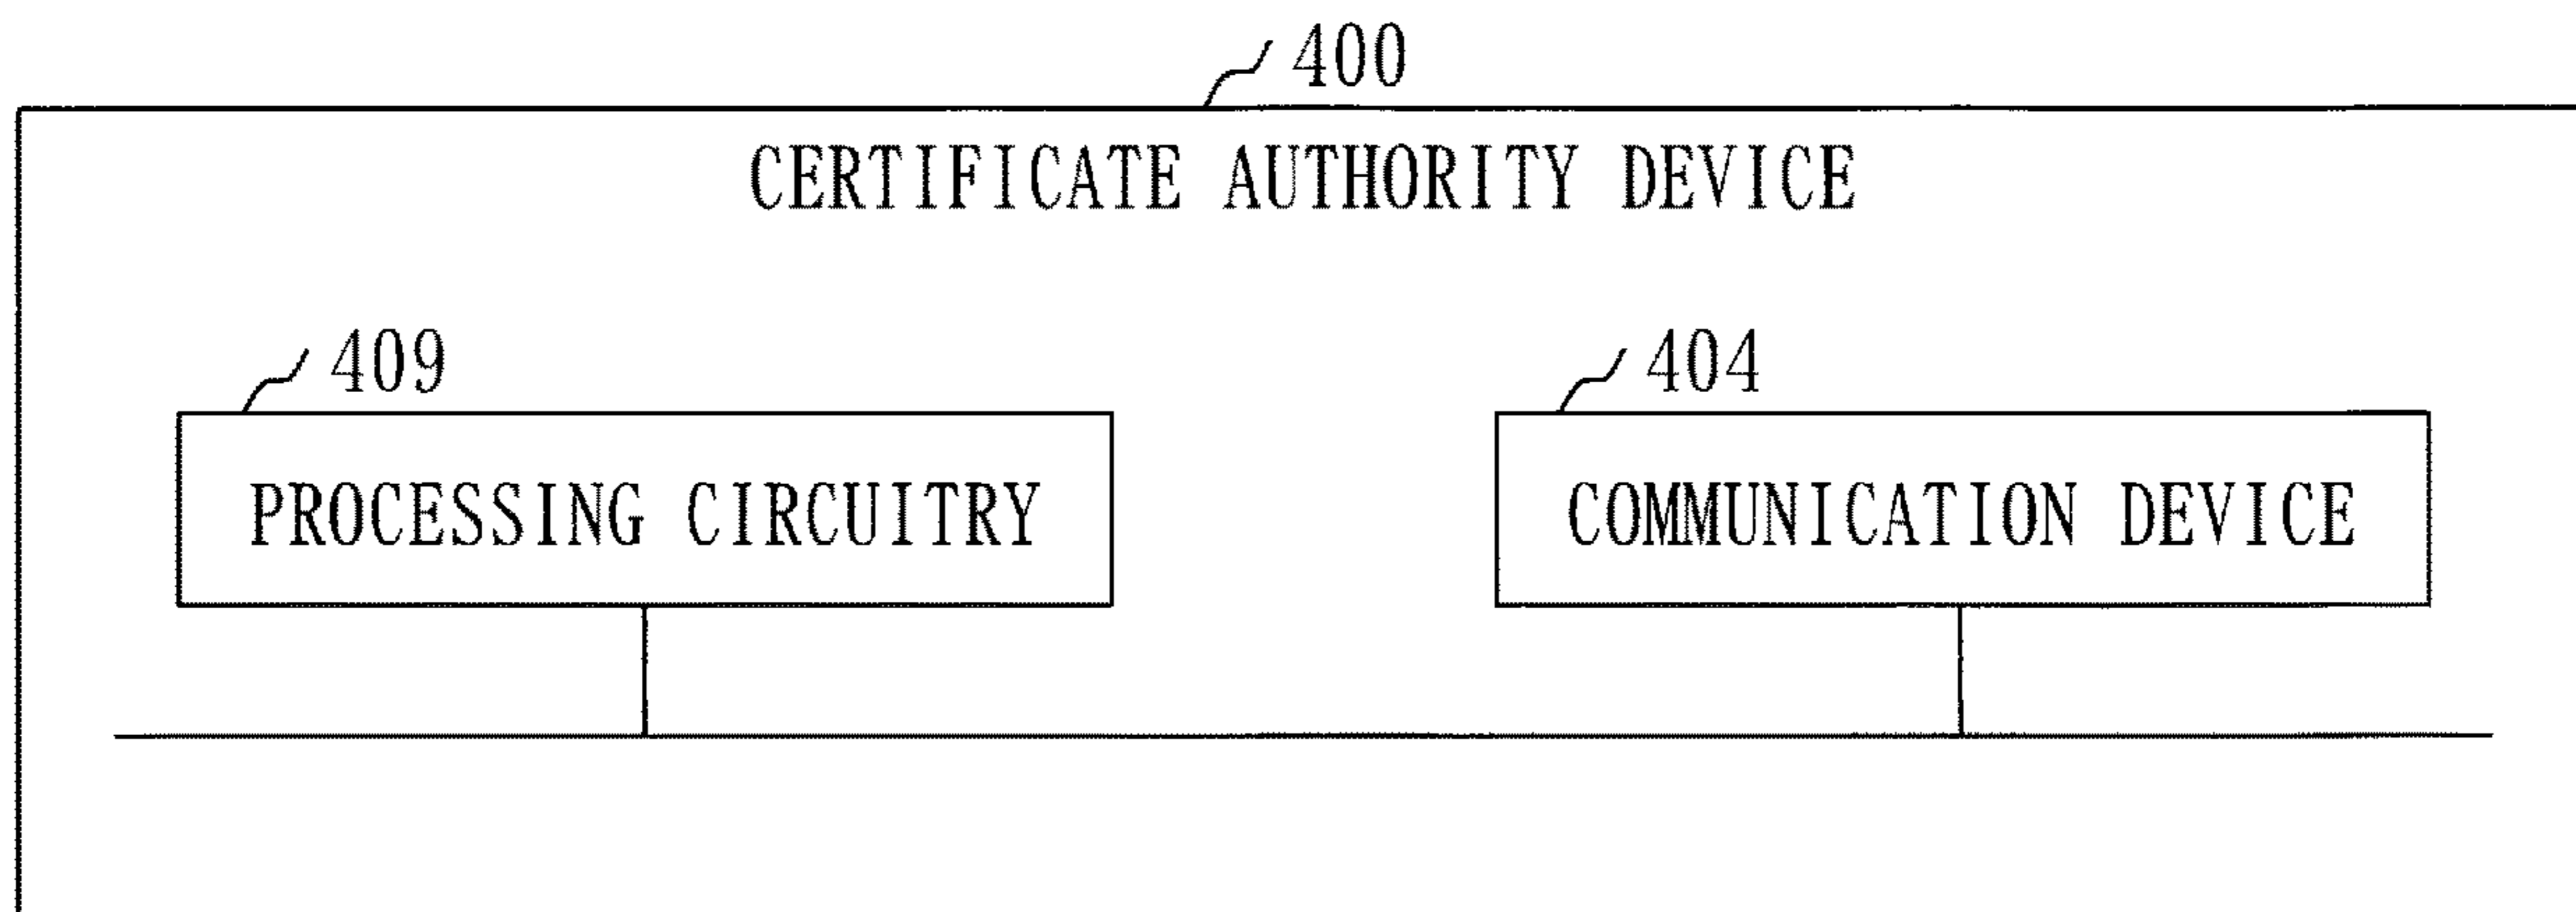 400
CERTIFICATE AUTHORITY DEVICE
409
404
PROCESSING CIRCUITRY
COMMUNICATION DEVICE